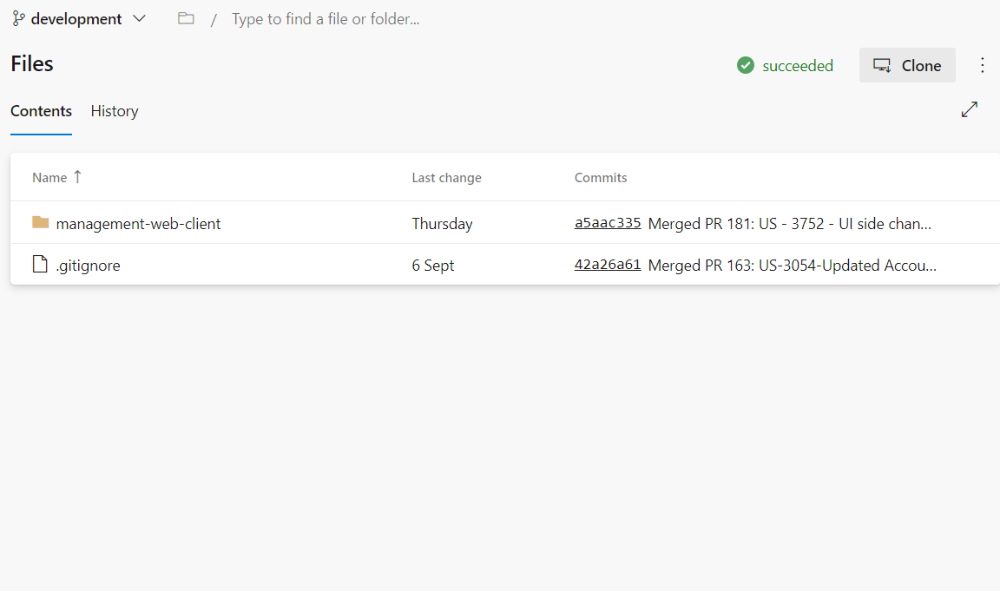 development / Type to find a file or folder...
Files
succeeded Clone
Contents History
Name ↑ Last change Commits
management-web-client Thursday a5aac335 Merged PR 181: US - 3752 - UI side chan...
.gitignore 6 Sept 42a26a61 Merged PR 163: US-3054-Updated Accou...